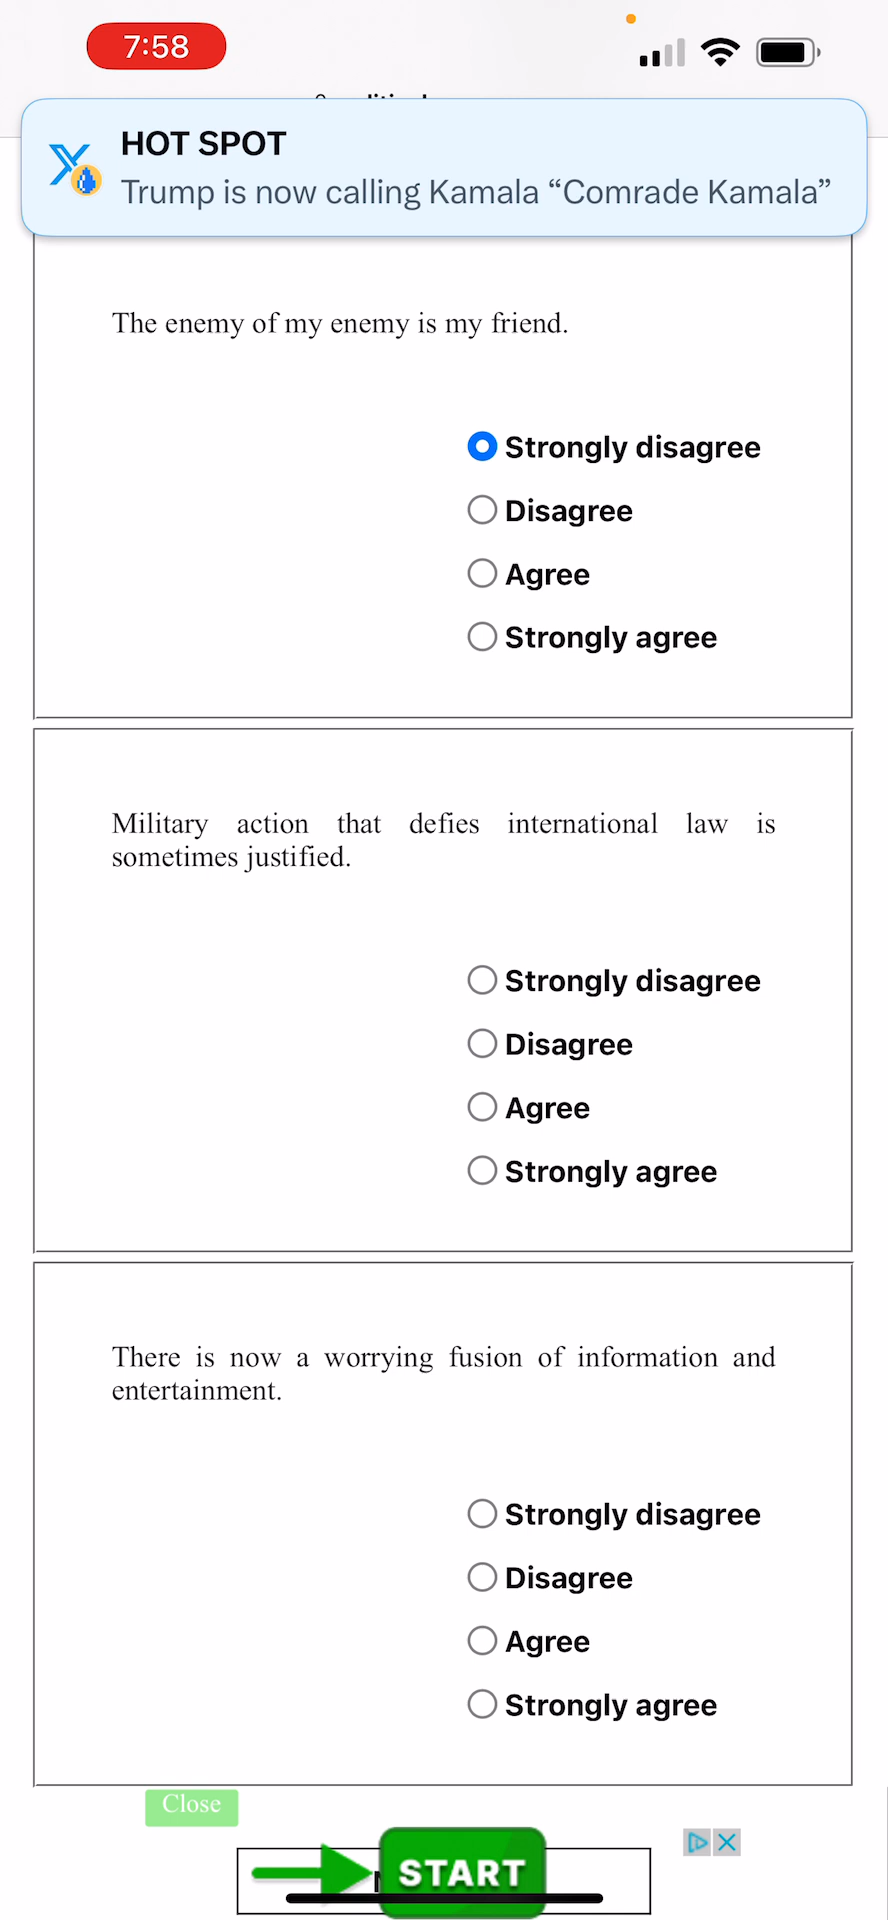 7:58
HOT SPOT
Trump is now calling Kamala “Comrade Kamala”
The enemy of my enemy is my friend.
Strongly disagree
Disagree
Agree
Strongly agree
Military action that defies international law is
sometimes justified.
Strongly disagree
Disagree
Agree
Strongly agree
There is now a worrying fusion of information and
entertainment.
Strongly disagree
Disagree
Agree
Strongly agree
Close
START